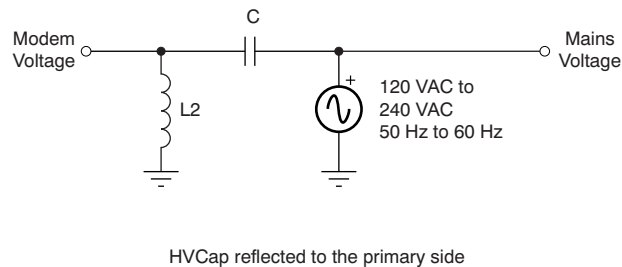 C
Modem
Voltage
Mains
Voltage
L2
+
120 VAC to
240 VAC
50 Hz to 60 Hz
HVCap reflected to the primary side